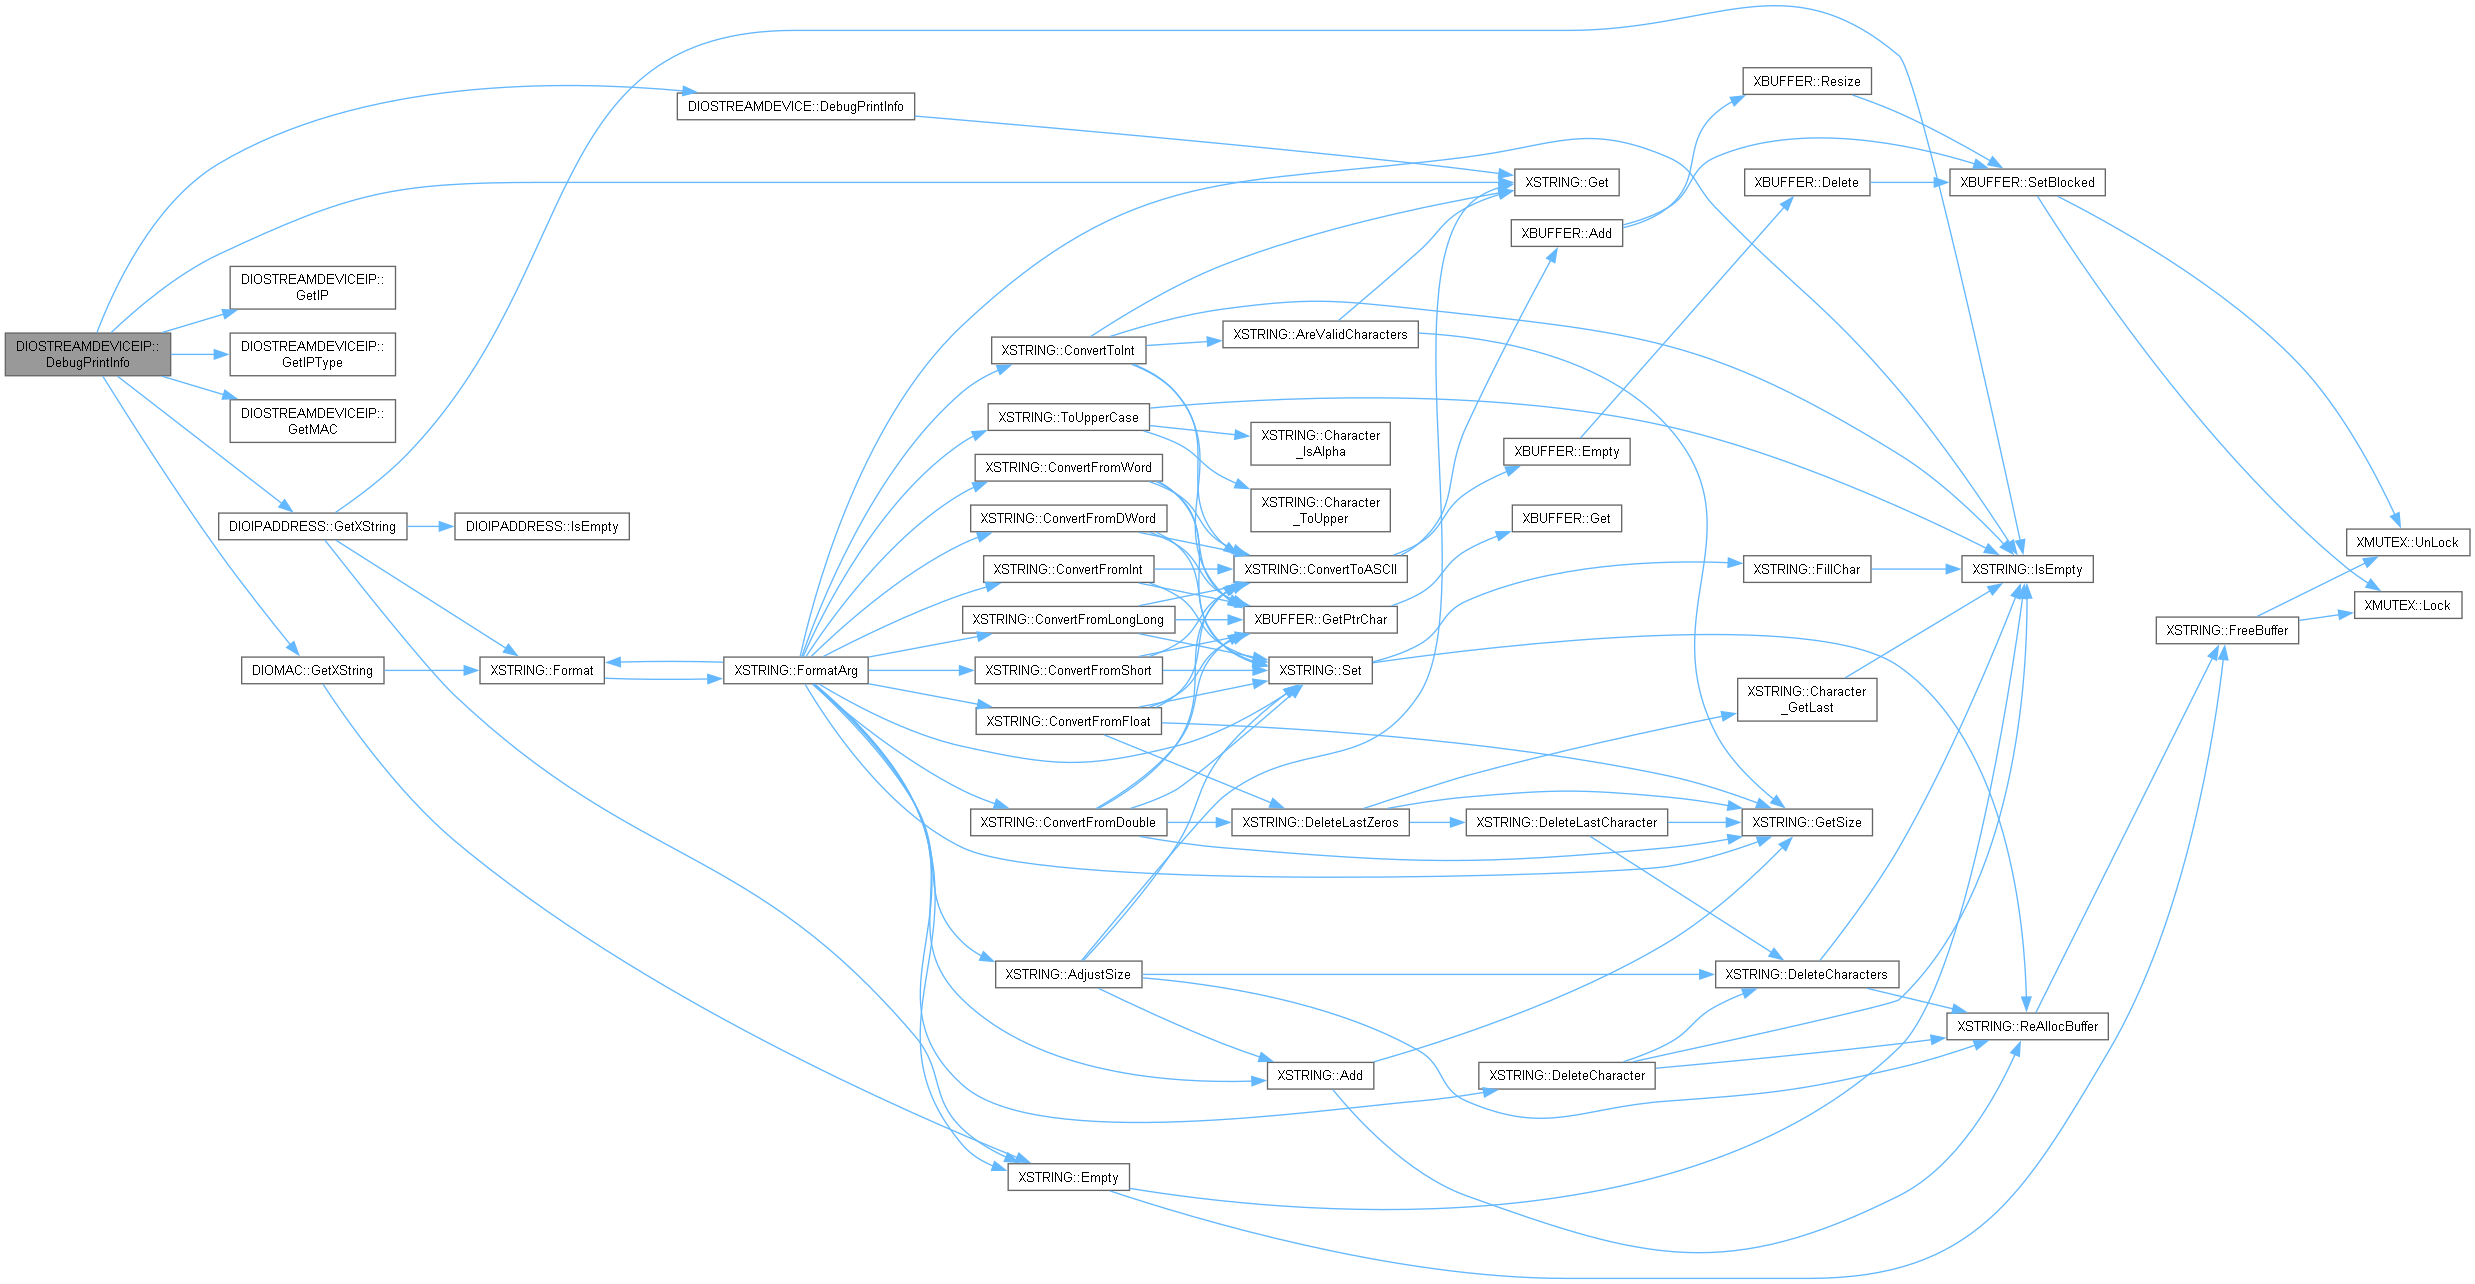 DIOSTREAMDEVICEIP::
DebugPrintInfo
DIOSTREAMDEVICE::DebugPrintInfo
DIOSTREAMDEVICEIP::
GetIP
DIOSTREAMDEVICEIP::
GetIPType
DIOSTREAMDEVICEIP::
GetMAC
DIOIPADDRESS::GetXString
DIOIPADDRESS::IsEmpty
DIOMAC::GetXString
XSTRING::Format
XSTRING::FormatArg
XSTRING::ConvertToInt
XSTRING::ToUpperCase
XSTRING::ConvertFromWord
XSTRING::ConvertFromDWord
XSTRING::ConvertFromInt
XSTRING::ConvertFromLongLong
XSTRING::ConvertFromShort
XSTRING::ConvertFromFloat
XSTRING::ConvertFromDouble
XSTRING::AdjustSize
XSTRING::Empty
XSTRING::AreValidCharacters
XSTRING::Character
_IsAlpha
XSTRING::Character
_ToUpper
XSTRING::ConvertToASCII
XBUFFER::GetPtrChar
XSTRING::Set
XSTRING::DeleteLastZeros
XSTRING::Add
XSTRING::Get
XBUFFER::Add
XBUFFER::Empty
XBUFFER::Get
XSTRING::DeleteLastCharacter
XSTRING::DeleteCharacter
XBUFFER::Resize
XBUFFER::Delete
XSTRING::FillChar
XSTRING::Character
_GetLast
XSTRING::GetSize
XSTRING::DeleteCharacters
XBUFFER::SetBlocked
XSTRING::IsEmpty
XSTRING::ReAllocBuffer
XSTRING::FreeBuffer
XMUTEX::UnLock
XMUTEX::Lock